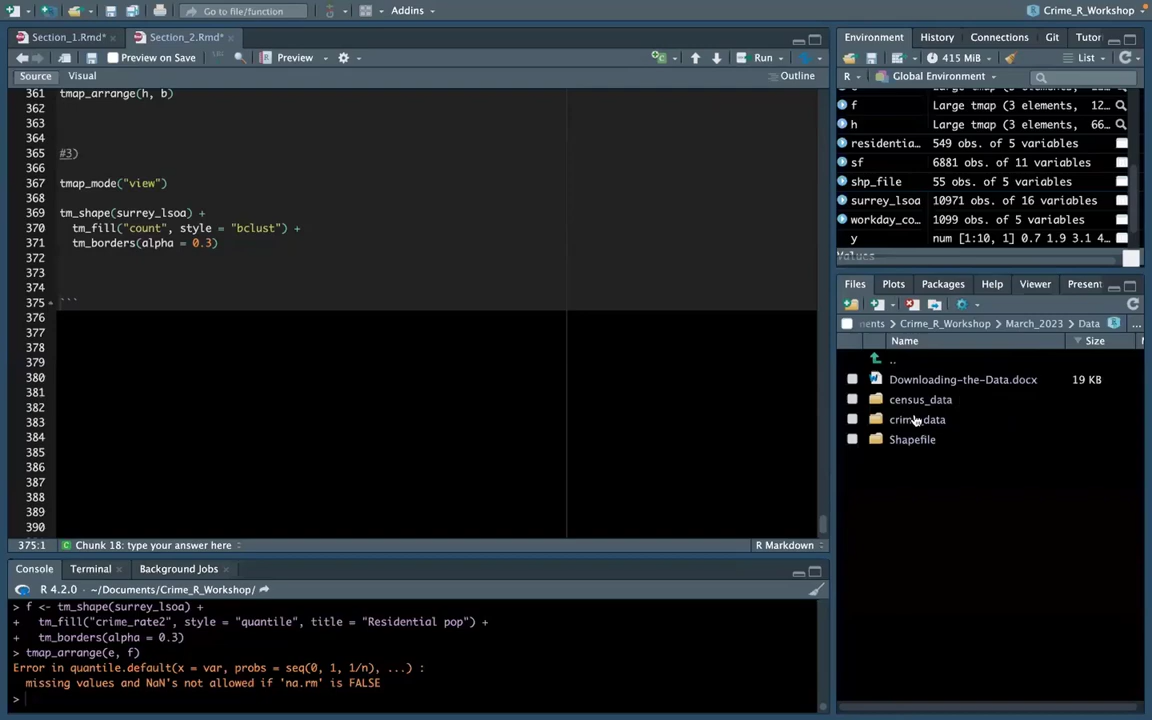 Go to file/function
Addins
Crime_R_Workshop
Section_1.Rmd*
Section_2.Rmd*
Preview on Save
Preview
Run
Source
Visual
Outline
361 tmap_arrange(h, b)
362
363
364
365 #3)
366
367 tmap_mode("view")
368
369 tm_shape(surrey_lsoa) +
370 tm_fill("count", style = "bclust") +
371 tm_borders(alpha = 0.3)
372
373
374
375 ```
376
377
378
379
380
381
382
383
384
385
386
387
388
389
390
375:1
Chunk 18: type your answer here
R Markdown
Console
Terminal
Background Jobs
R 4.2.0 · ~/Documents/Crime_R_Workshop/
> f <- tm_shape(surrey_lsoa) +
+ tm_fill("crime_rate2", style = "quantile", title = "Residential pop") +
+ tm_borders(alpha = 0.3)
> tmap_arrange(e, f)
Error in quantile.default(x = var, probs = seq(0, 1, 1/n), ...) :
missing values and NaN's not allowed if 'na.rm' is FALSE
>
Environment
History
Connections
Git
Tutor
415 MiB
List
R
Global Environment
f Large tmap (3 elements, 12…
h Large tmap (3 elements, 66…
residentia… 549 obs. of 5 variables
sf 6881 obs. of 11 variables
shp_file 55 obs. of 5 variables
surrey_lsoa 10971 obs. of 16 variables
workday_co… 1099 obs. of 5 variables
y num [1:10, 1] 0.7 1.9 3.1 4…
Values
Files
Plots
Packages
Help
Viewer
Present
ments > Crime_R_Workshop > March_2023 > Data
...
Name
Size
..
Downloading-the-Data.docx 19 KB
census_data
crime_data
Shapefile